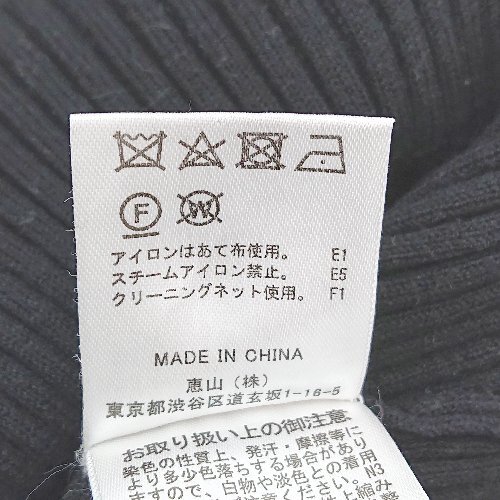 F W
アイロンはあて布使用。 E1
スチームアイロン禁止。 E5
クリーニングネット使用。 F1
MADE IN CHINA
恵山(株)
東京都渋谷区道玄坂1-16-5
お取り扱い上の御注意
染色の性質上、発汗・摩擦等に
より多少色落ちする場合があり
ますので、白物や淡色との着用 N3
ください。